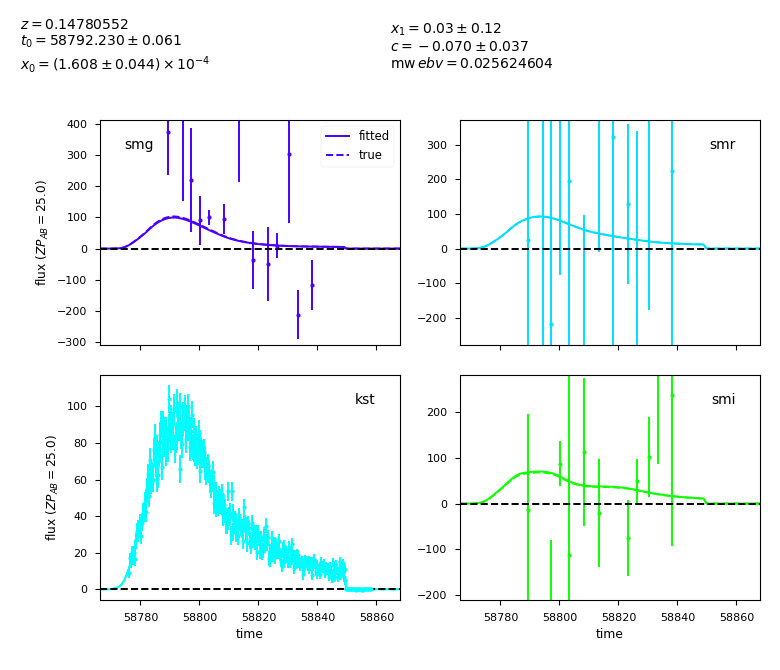 z = 0.14780552
t₀ = 58792.230 ± 0.061
x₀ = (1.608 ± 0.044) × 10⁻⁴
x₁ = 0.03 ± 0.12
c = −0.070 ± 0.037
mw ebv = 0.025624604
smg
fitted
true
400
300
200
100
0
−100
−200
−300
flux (ZP_AB = 25.0)
smr
300
200
100
0
−100
−200
kst
100
80
60
40
20
0
flux (ZP_AB = 25.0)
58780 58800 58820 58840 58860
time
smi
200
100
0
−100
−200
58780 58800 58820 58840 58860
time